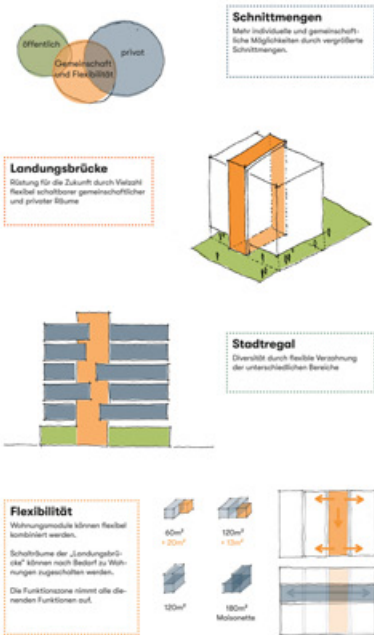 öffentlich
privat
Gemeinschaft
und Flexibilität
Schnittmengen
Mehr individuelle und gemeinschaft-
liche Möglichkeiten durch vergrößerte
Schnittmengen.
Landungsbrücke
Rüstung für die Zukunft durch Vielzahl
flexibel schaltbarer gemeinschaftlicher
und privater Räume
Stadtregal
Diversität durch flexible Verzahnung
der unterschiedlichen Bereiche
Flexibilität
Wohnungsmodule können flexibel
kombiniert werden.
Schalträume der „Landungsbrü-
cke" können nach Bedarf zu Woh-
nungen zugeschalten werden.
Die Funktionszone nimmt alle die-
nenden Funktionen auf.
60m²
+ 20m²
120m²
+ 13m²
120m²
180m²
Maisonette